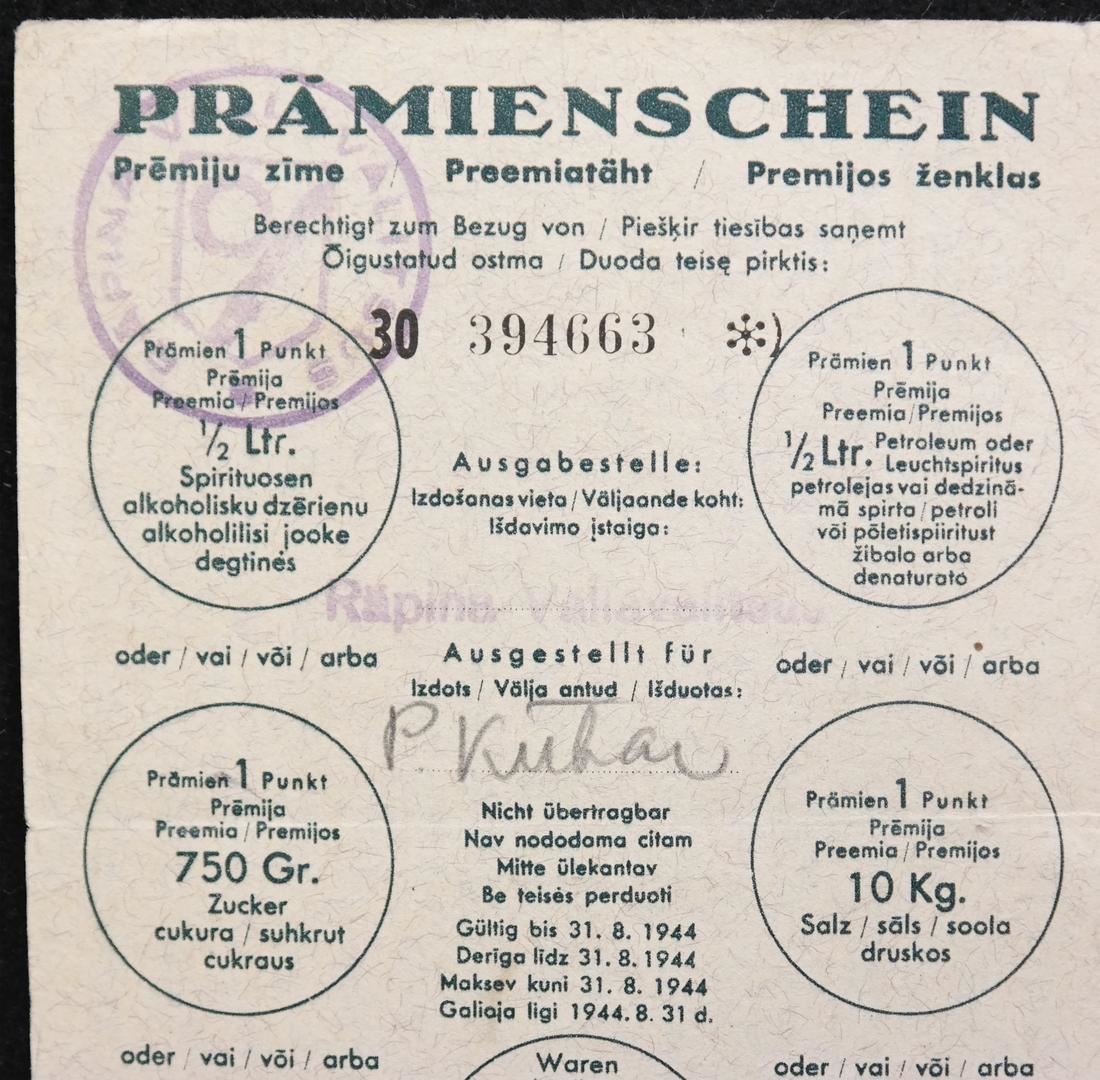 PRÄMIENSCHEIN
Prēmiju zīme / Preemiatäht / Premijos ženklas
Berechtigt zum Bezug von / Piešķir tiesības saņemt
Õigustatud ostma / Duoda teisę pirktis:
30 394663 *)
Prämien 1 Punkt
Prēmija
Preemia / Premijos
1/2 Ltr.
Spirituosen
alkoholisku dzērienu
alkoholilisi jooke
degtinės
Ausgabestelle:
Izdošanas vieta / Väljaande koht:
Išdavimo įstaiga:
Räpina
Prämien 1 Punkt
Prēmija
Preemia / Premijos
1/2 Ltr. Petroleum oder
Leuchtspiritus
petrolejas vai dedzinā-
mā spirta / petroli
või põletispiiritust
žibalo arba
denaturato
oder / vai / või / arba
Ausgestellt für
Izdots / Välja antud / Išduotas:
P.
oder / vai / või / arba
Prämien 1 Punkt
Prēmija
Preemia / Premijos
750 Gr.
Zucker
cukura / suhkrut
cukraus
Nicht übertragbar
Nav nododama citam
Mitte ülekantav
Be teisės perduoti
Gültig bis 31. 8. 1944
Derīga līdz 31. 8. 1944
Maksev kuni 31. 8. 1944
Galioja ligi 1944. 8. 31 d.
Prämien 1 Punkt
Prēmija
Preemia / Premijos
10 Kg.
Salz / sāls / soola
druskos
oder / vai / või / arba
Waren
oder / vai / või / arba